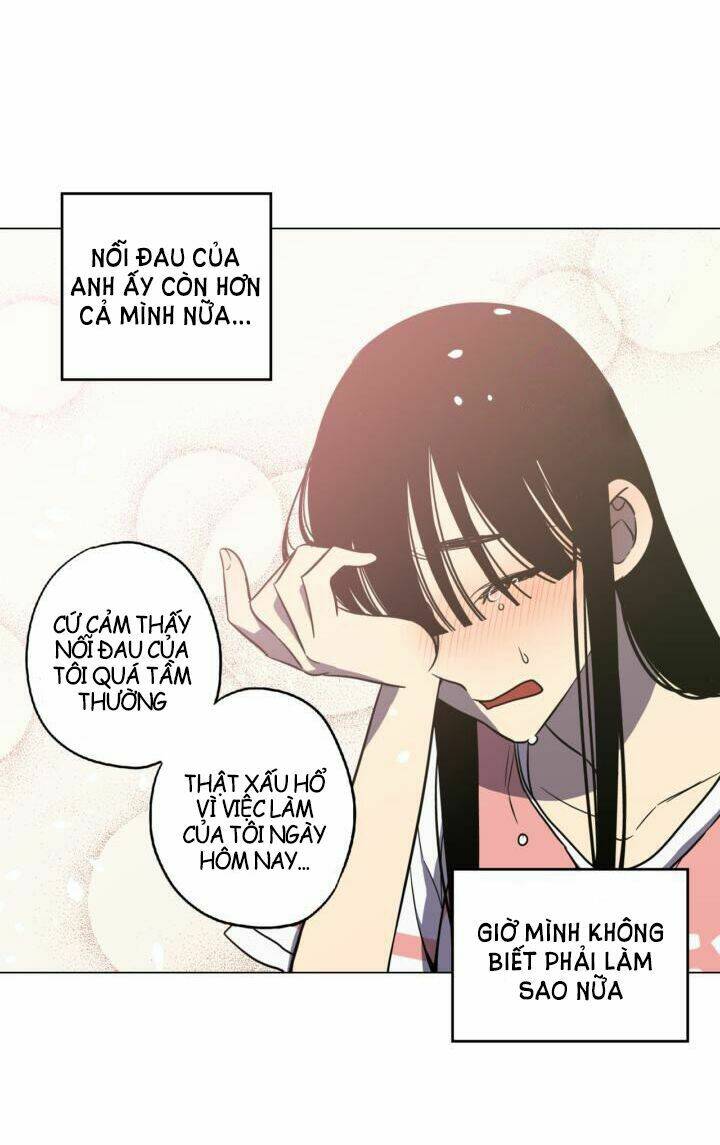 NỖI ĐAU CỦA
ANH ẤY CÒN HƠN
CẢ MÌNH NỮA...
CỨ CẢM THẤY
NỖI ĐAU CỦA
TÔI QUÁ TẦM
THƯỜNG
THẬT XẤU HỔ
VÌ VIỆC LÀM
CỦA TÔI NGÀY
HÔM NAY...
GIỜ MÌNH KHÔNG
BIẾT PHẢI LÀM
SAO NỮA